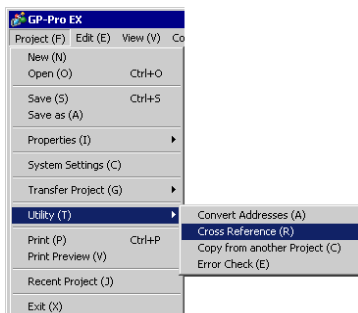 GP-Pro EX
Project (F) Edit (E) View (V) Co
New (N)
Open (O) Ctrl+O
Save (S) Ctrl+S
Save as (A)
Properties (I)
System Settings (C)
Transfer Project (G)
Utility (T)
Convert Addresses (A)
Cross Reference (R)
Copy from another Project (C)
Error Check (E)
Print (P) Ctrl+P
Print Preview (V)
Recent Project (J)
Exit (X)